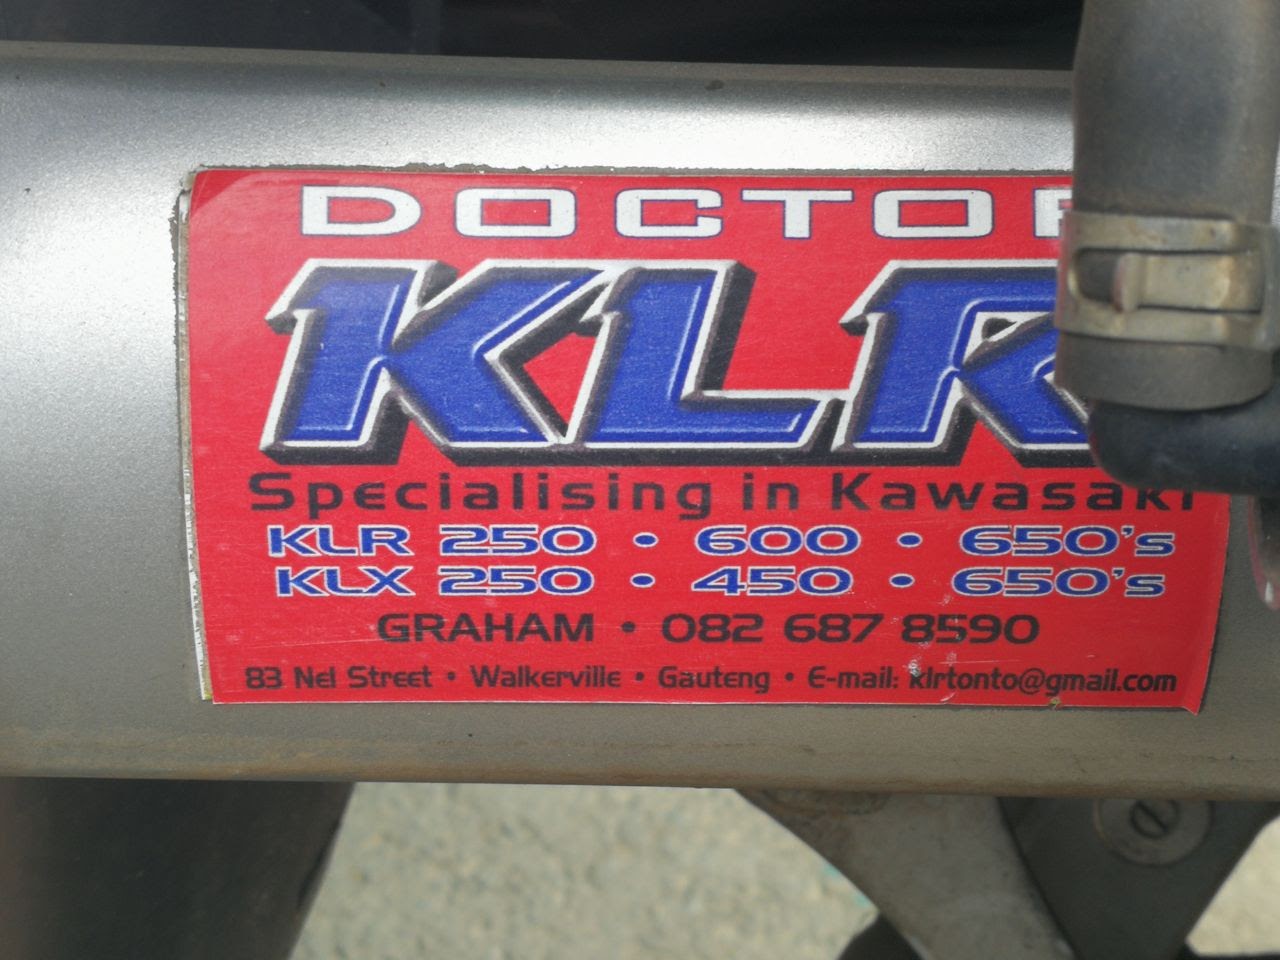 DOCTOR
KLR
Specialising in Kawasaki
KLR 250 • 600 • 650's
KLX 250 • 450 • 650's
GRAHAM • 082 687 8590
83 Nel Street • Walkerville • Gauteng • E-mail: klrtonto@gmail.com